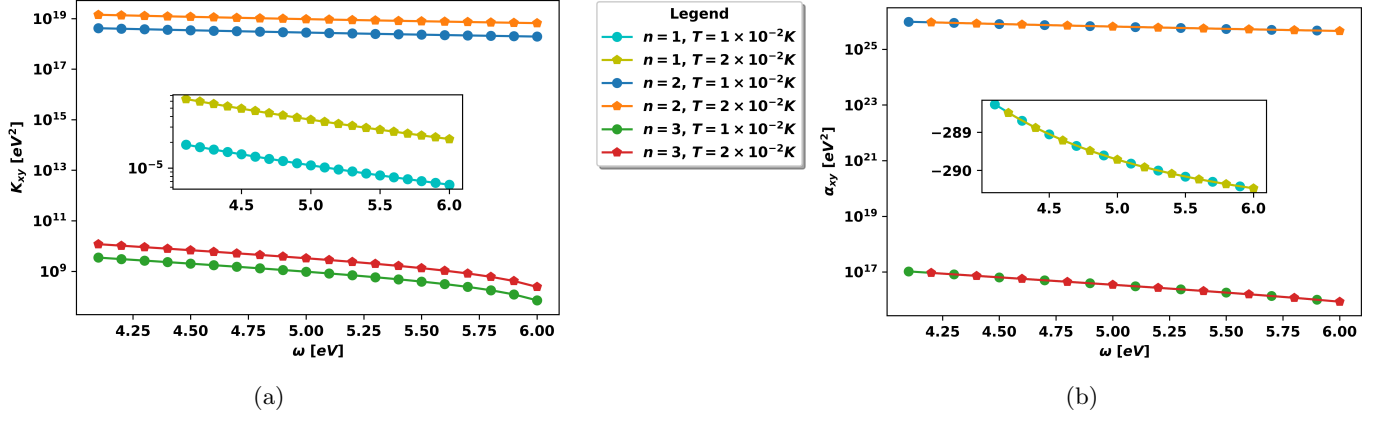 10^19
10^17
10^15
10^13
10^11
10^9
K_xy [eV^2]
10^-5
4.5 5.0 5.5 6.0
4.25 4.50 4.75 5.00 5.25 5.50 5.75 6.00
ω [eV]
(a)
Legend
n = 1, T = 1 × 10^-2 K
n = 1, T = 2 × 10^-2 K
n = 2, T = 1 × 10^-2 K
n = 2, T = 2 × 10^-2 K
n = 3, T = 1 × 10^-2 K
n = 3, T = 2 × 10^-2 K
10^25
10^23
10^21
10^19
10^17
α_xy [eV^2]
−289
−290
4.5 5.0 5.5 6.0
4.25 4.50 4.75 5.00 5.25 5.50 5.75 6.00
ω [eV]
(b)